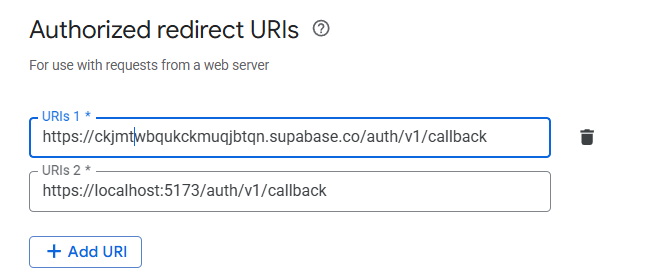 Authorized redirect URIs
For use with requests from a web server
URIs 1 *
https://ckjmtwbqukckmuqjbtqn.supabase.co/auth/v1/callback
URIs 2 *
https://localhost:5173/auth/v1/callback
+ Add URI